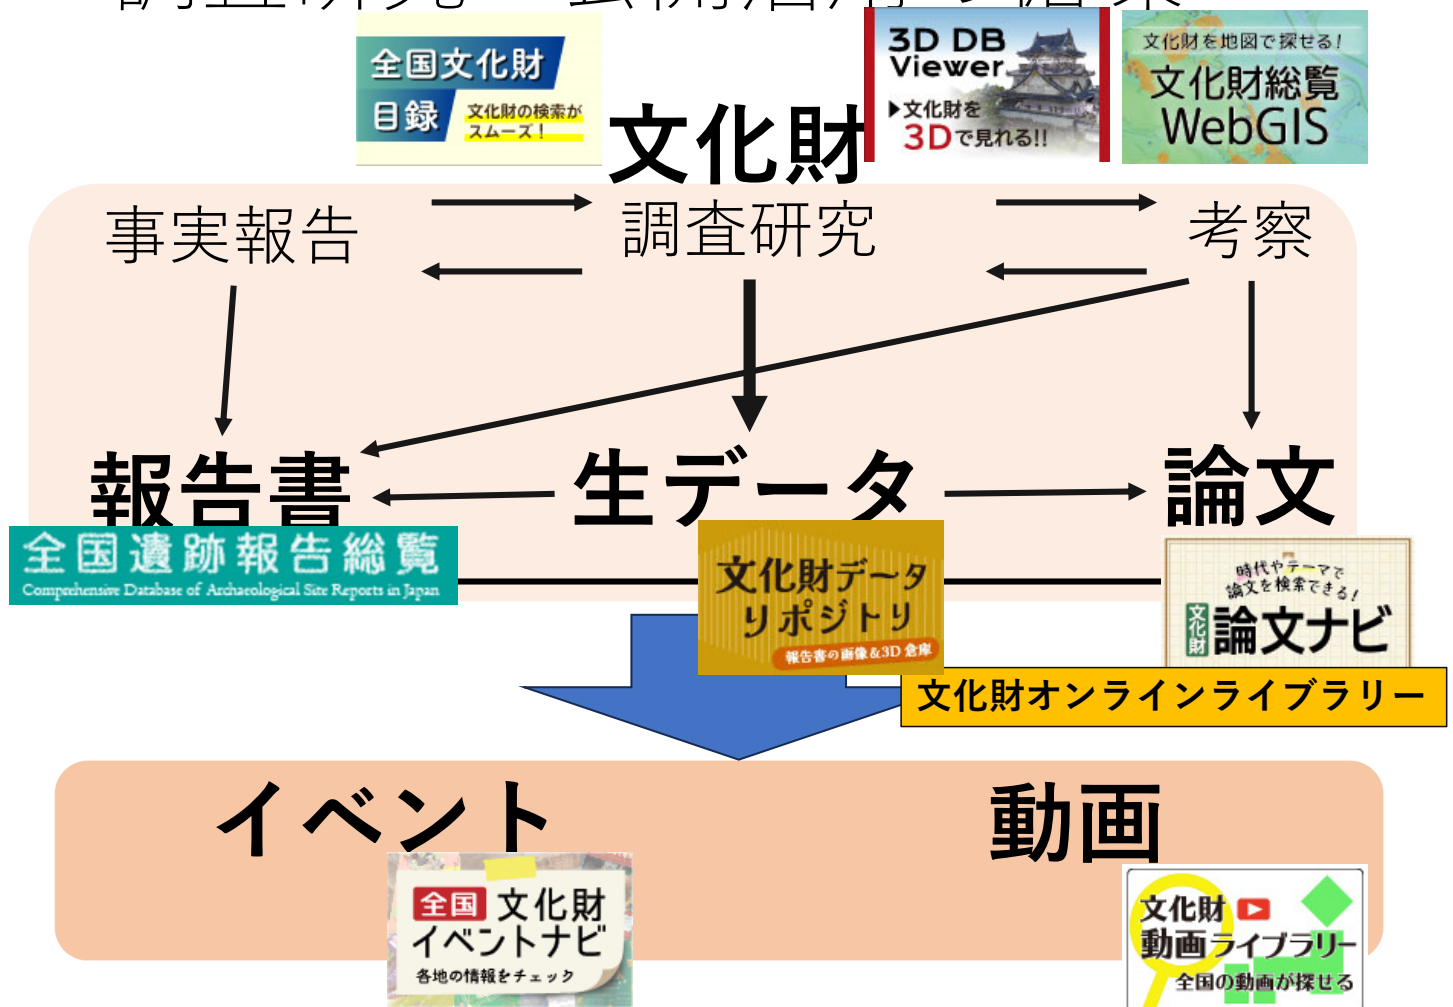 全国文化財
目録
文化財の検索が
スムーズ！
文化財
3D DB
Viewer
▶文化財を
3Dで見れる!!
文化財を地図で探せる！
文化財総覧
WebGIS
事実報告
調査研究
考察
報告書
生データ
論文
全国遺跡報告総覧
Comprehensive Database of Archaeological Site Reports in Japan
文化財データ
リポジトリ
報告書の画像&3D 倉庫
時代やテーマで
論文を検索できる！
文化財
論文ナビ
文化財オンラインライブラリー
イベント
動画
全国 文化財
イベントナビ
各地の情報をチェック
文化財
動画ライブラリー
全国の動画が探せる